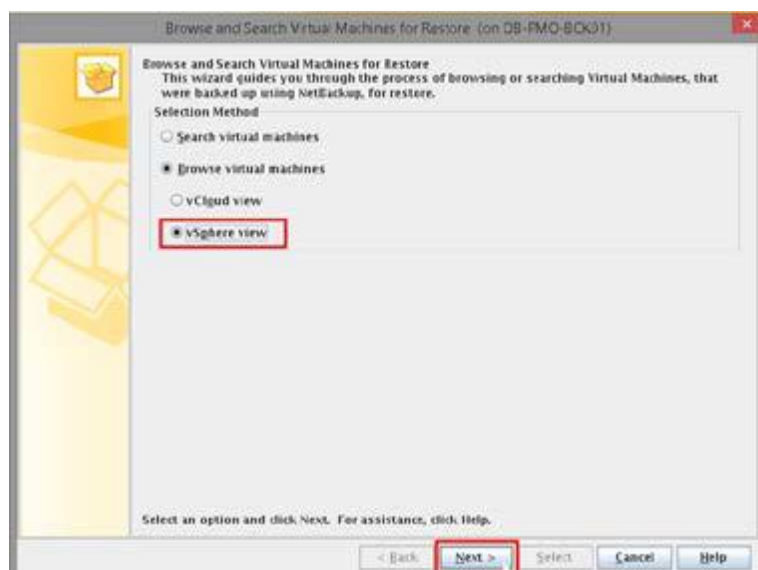 Browse and Search Virtual Machines for Restore (on DB-PMO-BCK01)
Browse and Search Virtual Machines for Restore
This wizard guides you through the process of browsing or searching Virtual Machines, that
were backed up using NetBackup, for restore.
Selection Method
Search virtual machines
Browse virtual machines
vCloud view
vSphere view
Select an option and click Next. For assistance, click Help.
< Back Next > Select Cancel Help